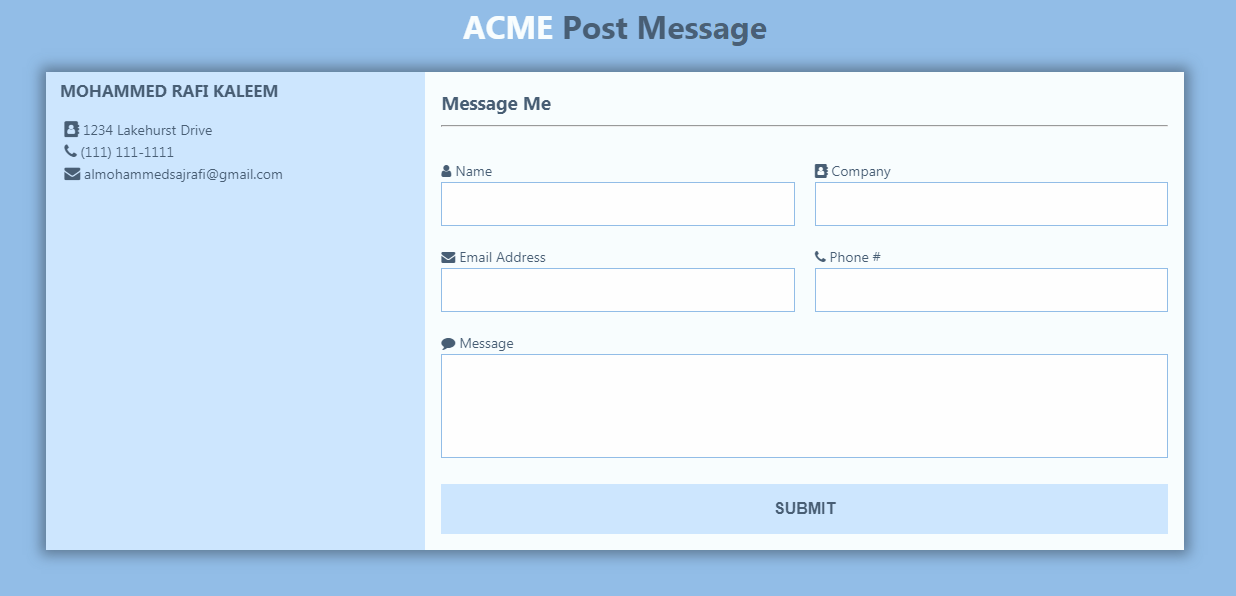 ACME Post Message
MOHAMMED RAFI KALEEM
1234 Lakehurst Drive
(111) 111-1111
almohammedsajrafi@gmail.com
Message Me
Name
Company
Email Address
Phone #
Message
SUBMIT